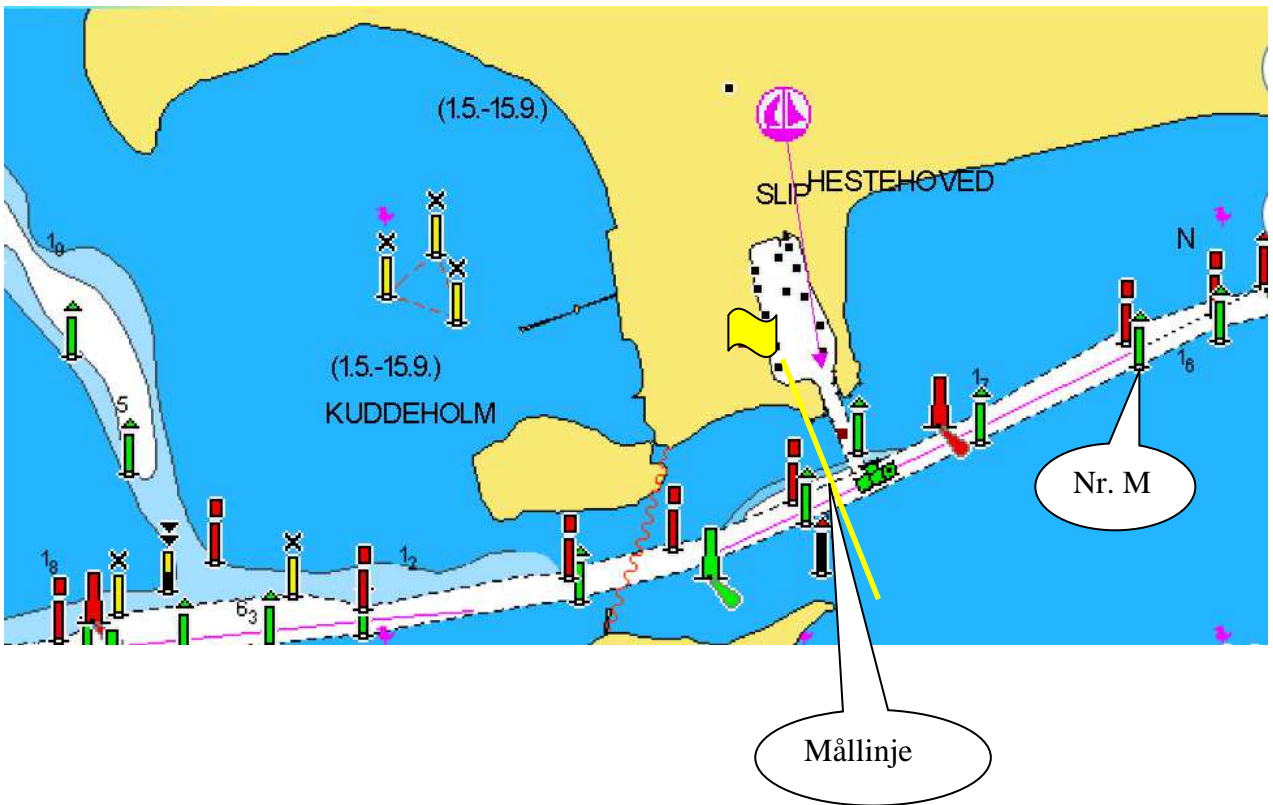 (1.5.-15.9.)
SLIP
HESTEHOVED
N
1₉
(1.5.-15.9.)
KUDDEHOLM
1₆
1₇
5
Nr. M
1₈
1₂
6₃
Mållinje